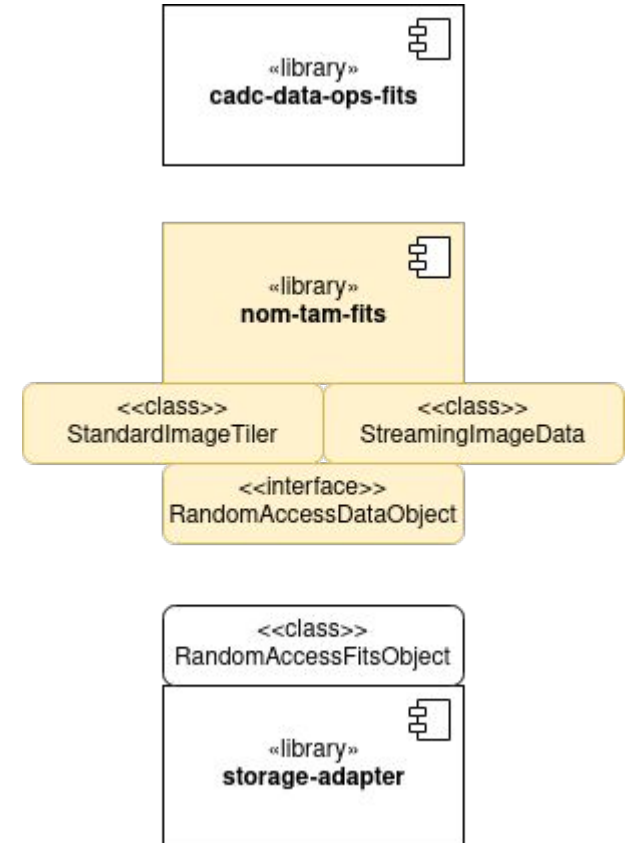 «library»
cadc-data-ops-fits
«library»
nom-tam-fits
<<class>>
StandardImageTiler
<<class>>
StreamingImageData
<<interface>>
RandomAccessDataObject
<<class>>
RandomAccessFitsObject
«library»
storage-adapter